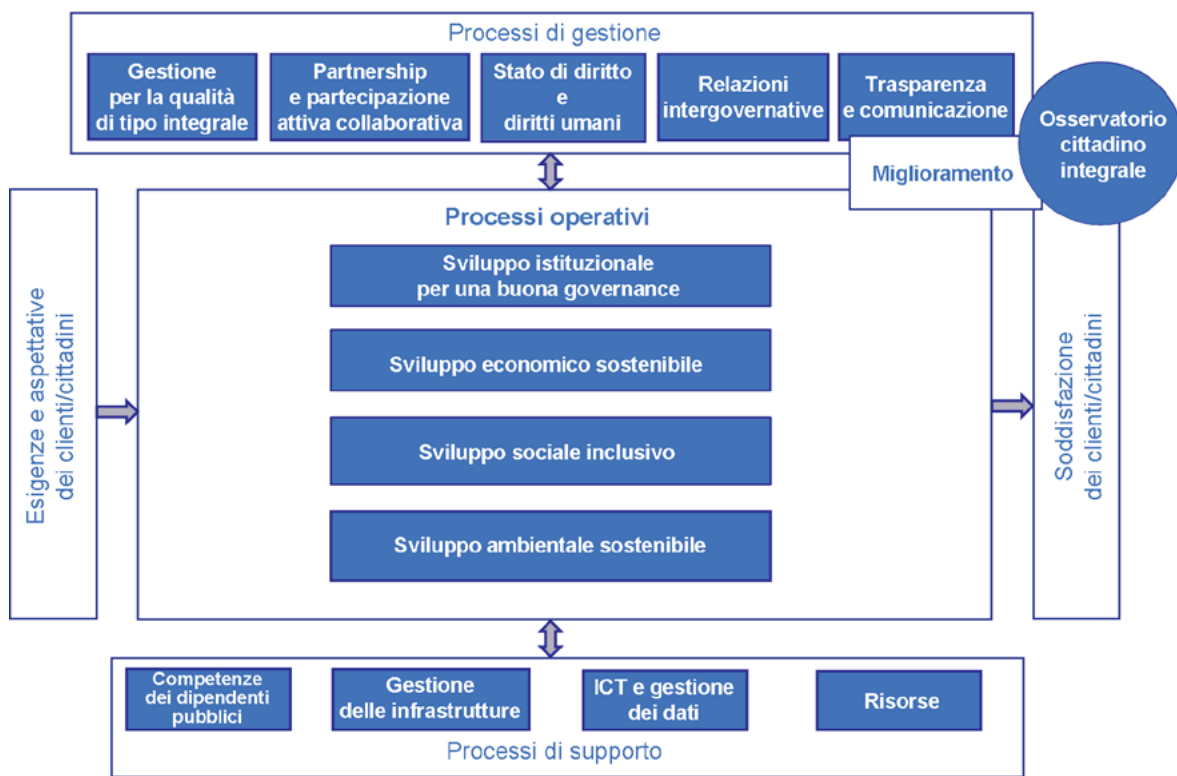 Processi di gestione
Gestione
per la qualità
di tipo integrale
Partnership
e partecipazione
attiva collaborativa
Stato di diritto
e
diritti umani
Relazioni
intergovernative
Trasparenza
e comunicazione
Osservatorio
cittadino
integrale
Miglioramento
Esigenze e aspettative
dei clienti/cittadini
Processi operativi
Sviluppo istituzionale
per una buona governance
Sviluppo economico sostenibile
Sviluppo sociale inclusivo
Sviluppo ambientale sostenibile
Soddisfazione
dei clienti/cittadini
Competenze
dei dipendenti
pubblici
Gestione
delle infrastrutture
ICT e gestione
dei dati
Risorse
Processi di supporto